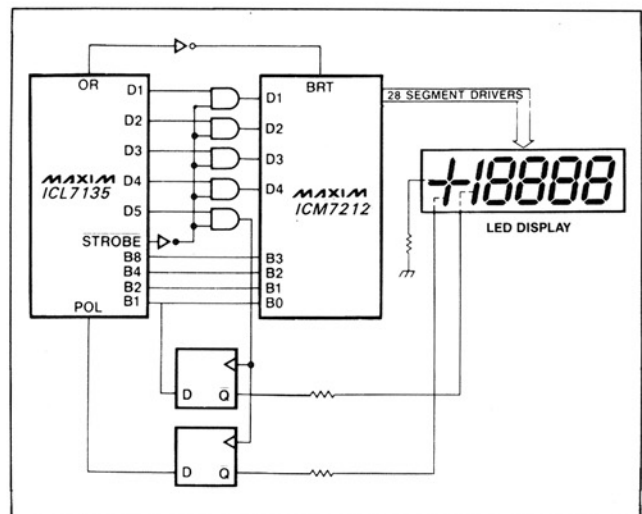 OR
BRT
D1
D2
D3
D4
D5
MAXIM
ICL7135
STROBE
B8
B4
B2
B1
POL
D1
D2
D3
D4
MAXIM
ICM7212
B3
B2
B1
B0
28 SEGMENT DRIVERS
+18888
LED DISPLAY
D Q̅
D Q̅